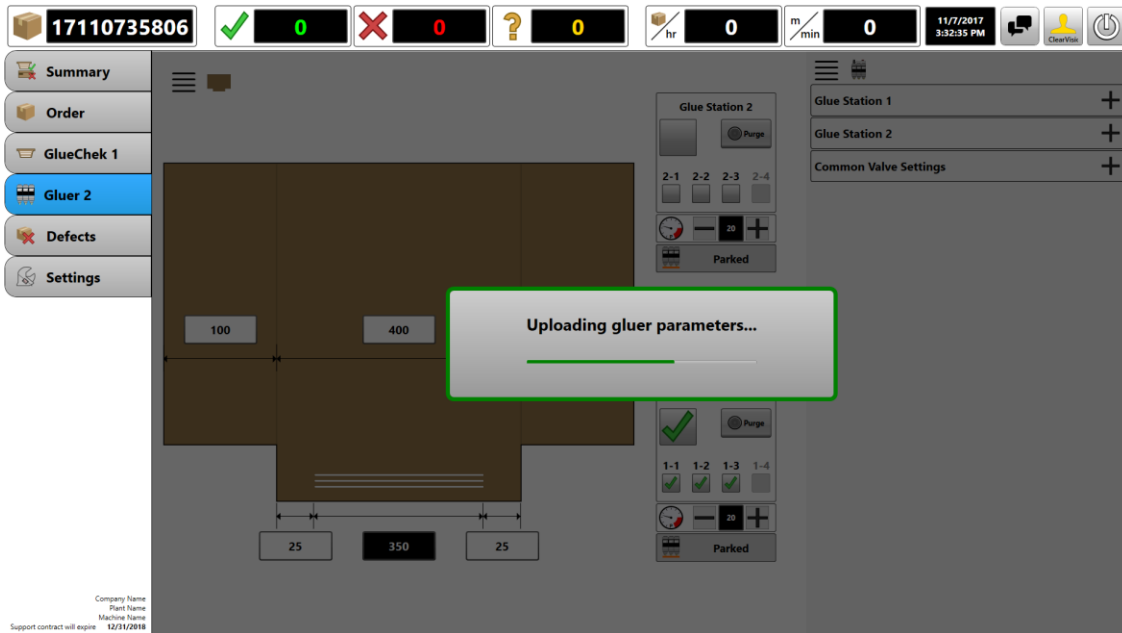 17110735806
0
0
?
0
/hr
0
m/min
0
11/7/2017
3:32:35 PM
ClearVision
Summary
Order
GlueChek 1
Gluer 2
Defects
Settings
Glue Station 2
Purge
2-1 2-2 2-3 2-4
20
Parked
Glue Station 1
Glue Station 2
Common Valve Settings
100
400
Uploading gluer parameters...
Purge
1-1 1-2 1-3 1-4
20
Parked
25
350
25
Company Name
Plant Name
Machine Name
Support contract will expire 12/31/2018